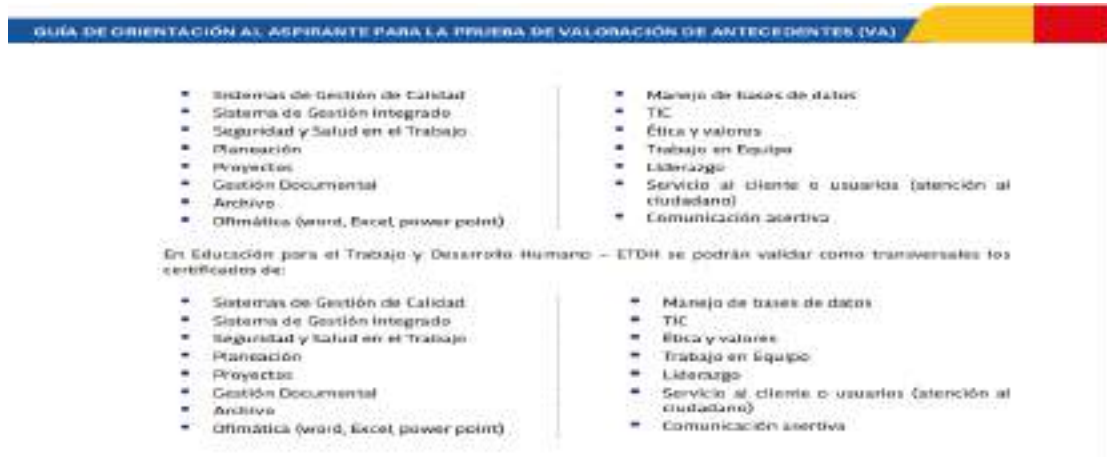 GUÍA DE ORIENTACIÓN AL ASPIRANTE PARA LA PRUEBA DE VALORACIÓN DE ANTECEDENTES (VA)
Sistemas de Gestión de Calidad
Sistema de Gestión Integrado
Seguridad y Salud en el Trabajo
Planeación
Proyectos
Gestión Documental
Archivo
Ofimática (word, Excel, power point)
Manejo de bases de datos
TIC
Ética y valores
Trabajo en Equipo
Liderazgo
Servicio al cliente o usuarios (atención al
ciudadano)
Comunicación asertiva
En Educación para el Trabajo y Desarrollo Humano – ETDH se podrán validar como transversales los
certificados de:
Sistemas de Gestión de Calidad
Sistema de Gestión Integrado
Seguridad y Salud en el Trabajo
Planeación
Proyectos
Gestión Documental
Archivo
Ofimática (word, Excel, power point)
Manejo de bases de datos
TIC
Ética y valores
Trabajo en Equipo
Liderazgo
Servicio al cliente o usuarios (atención al
ciudadano)
Comunicación asertiva